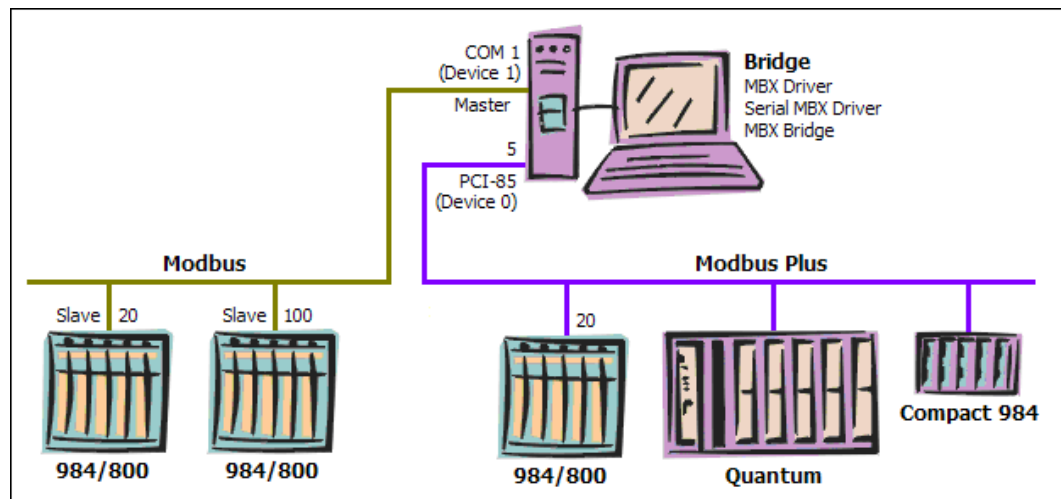 COM 1
(Device 1)
Master
5
PCI-85
(Device 0)
Bridge
MBX Driver
Serial MBX Driver
MBX Bridge
Modbus
Modbus Plus
Slave 20
Slave 100
20
984/800
984/800
984/800
Quantum
Compact 984